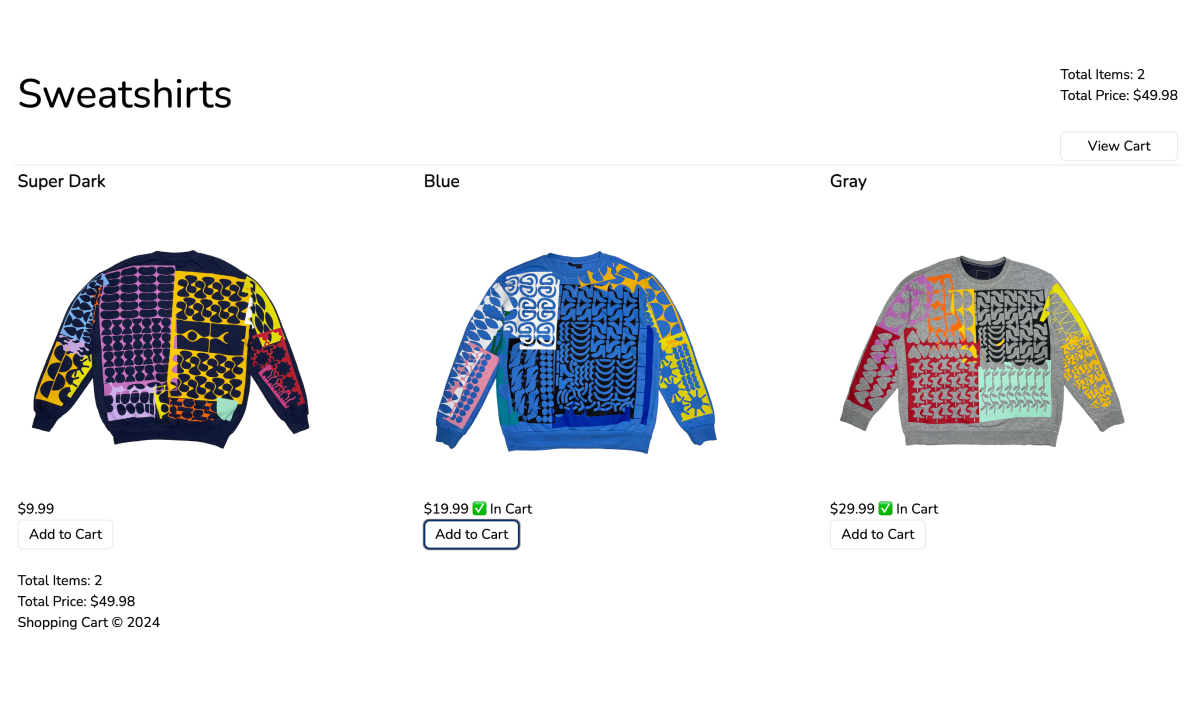 Sweatshirts
Total Items: 2
Total Price: $49.98
View Cart
Super Dark
Blue
Gray
$9.99
Add to Cart
$19.99 ✅ In Cart
Add to Cart
$29.99 ✅ In Cart
Add to Cart
Total Items: 2
Total Price: $49.98
Shopping Cart © 2024